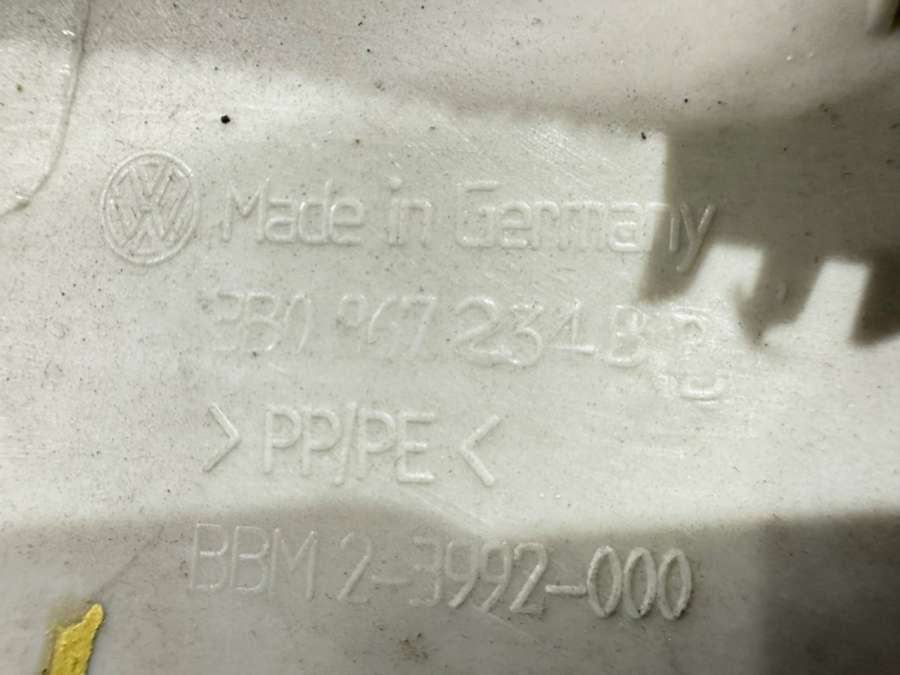 Made in Germany
3B0 867 234 B
> PP/PE <
BBM 2-3992-000